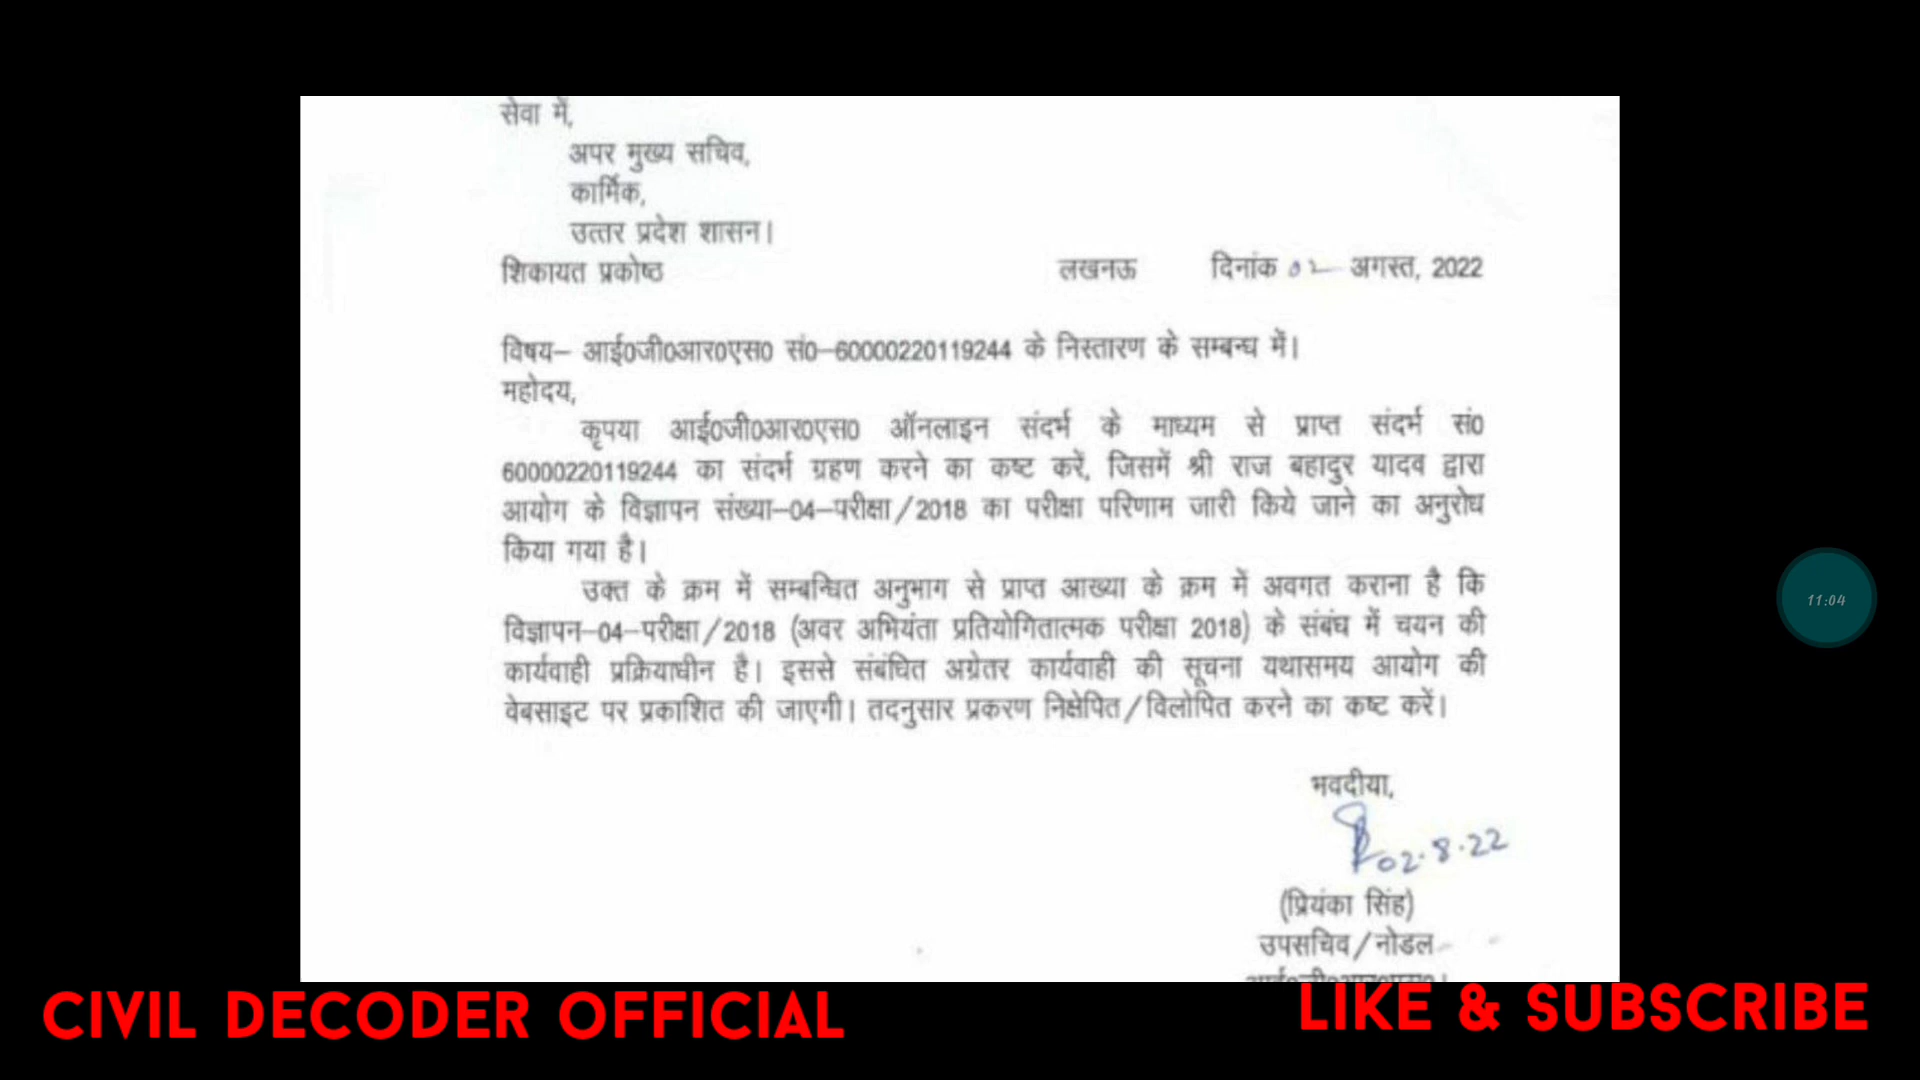 सेवा में,
अपर मुख्य सचिव,
कार्मिक,
उत्तर प्रदेश शासन।
शिकायत प्रकोष्ठ लखनऊ दिनांक 02 अगस्त, 2022
विषय– आई0जी0आर0एस0 सं0–60000220119244 के निस्तारण के सम्बन्ध में।
महोदय,
कृपया आई0जी0आर0एस0 ऑनलाइन संदर्भ के माध्यम से प्राप्त संदर्भ सं0
60000220119244 का संदर्भ ग्रहण करने का कष्ट करें, जिसमें श्री राज बहादुर यादव द्वारा
आयोग के विज्ञापन संख्या–04–परीक्षा/2018 का परीक्षा परिणाम जारी किये जाने का अनुरोध
किया गया है।
उक्त के क्रम में सम्बन्धित अनुभाग से प्राप्त आख्या के क्रम में अवगत कराना है कि
विज्ञापन–04–परीक्षा/2018 (अवर अभियंता प्रतियोगितात्मक परीक्षा 2018) के संबंध में चयन की
कार्यवाही प्रक्रियाधीन है। इससे संबंधित अग्रेतर कार्यवाही की सूचना यथासमय आयोग की
वेबसाइट पर प्रकाशित की जाएगी। तदनुसार प्रकरण निक्षेपित/विलोपित करने का कष्ट करें।
भवदीया,
02.8.22
(प्रियंका सिंह)
उपसचिव/नोडल
11:04
CIVIL DECODER OFFICIAL
LIKE & SUBSCRIBE